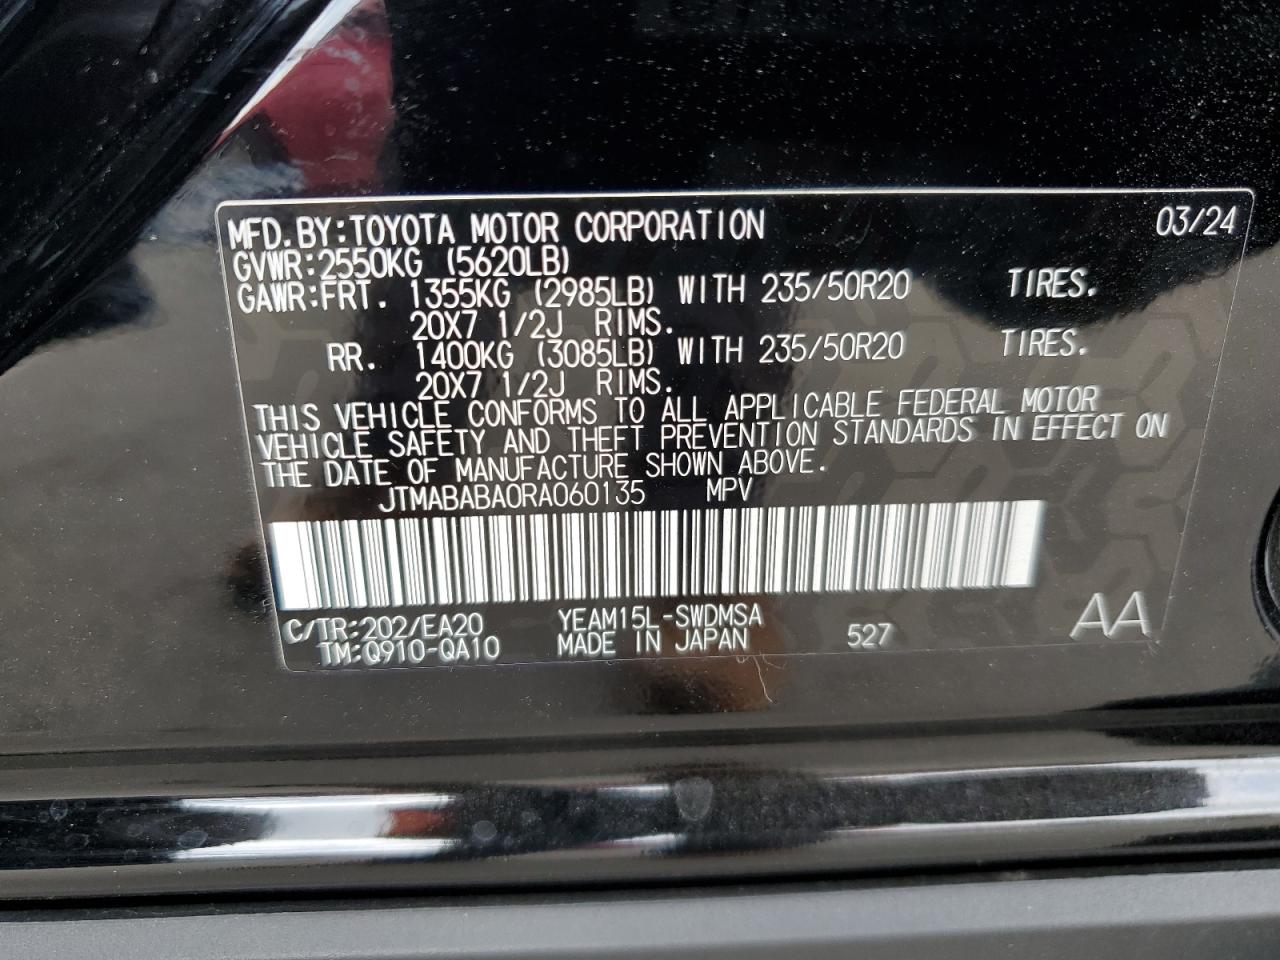 MFD.BY:TOYOTA MOTOR CORPORATION 03/24
GVWR:2550KG (5620LB)
GAWR:FRT. 1355KG (2985LB) WITH 235/50R20 TIRES.
20X7 1/2J RIMS.
RR. 1400KG (3085LB) WITH 235/50R20 TIRES.
20X7 1/2J RIMS.
THIS VEHICLE CONFORMS TO ALL APPLICABLE FEDERAL MOTOR
VEHICLE SAFETY AND THEFT PREVENTION STANDARDS IN EFFECT ON
THE DATE OF MANUFACTURE SHOWN ABOVE.
JTMABABA0RA060135 MPV
C/TR:202/EA20 YEAM15L-SWDMSA
TM:Q910-QA10 MADE IN JAPAN 527 AA